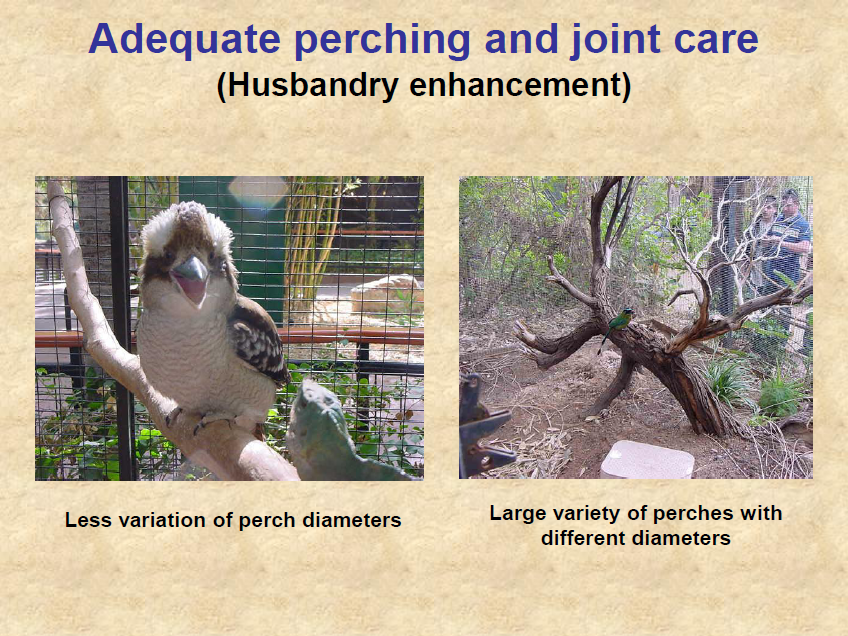 Adequate perching and joint care
(Husbandry enhancement)
Less variation of perch diameters
Large variety of perches with
different diameters